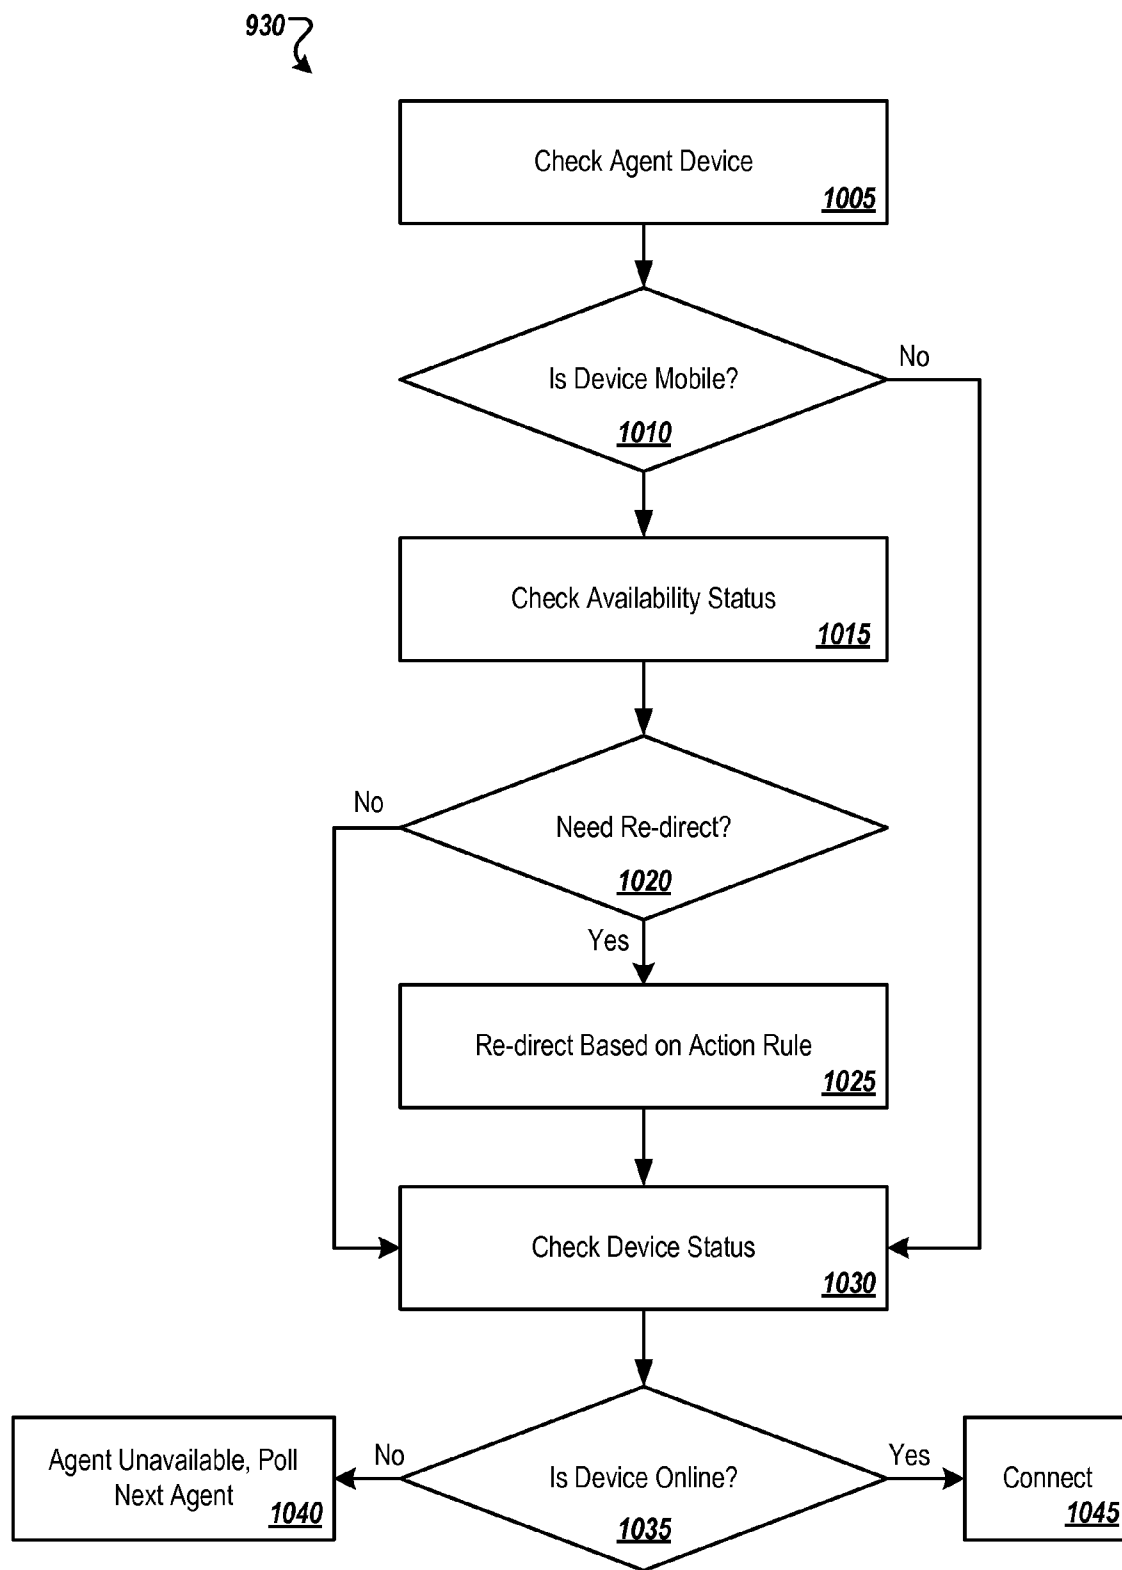 930
Check Agent Device
1005
Is Device Mobile?
No
1010
Check Availability Status
1015
No
Need Re-direct?
1020
Yes
Re-direct Based on Action Rule
1025
Check Device Status
1030
Agent Unavailable, Poll
Next Agent
1040
No
Is Device Online?
1035
Yes
Connect
1045